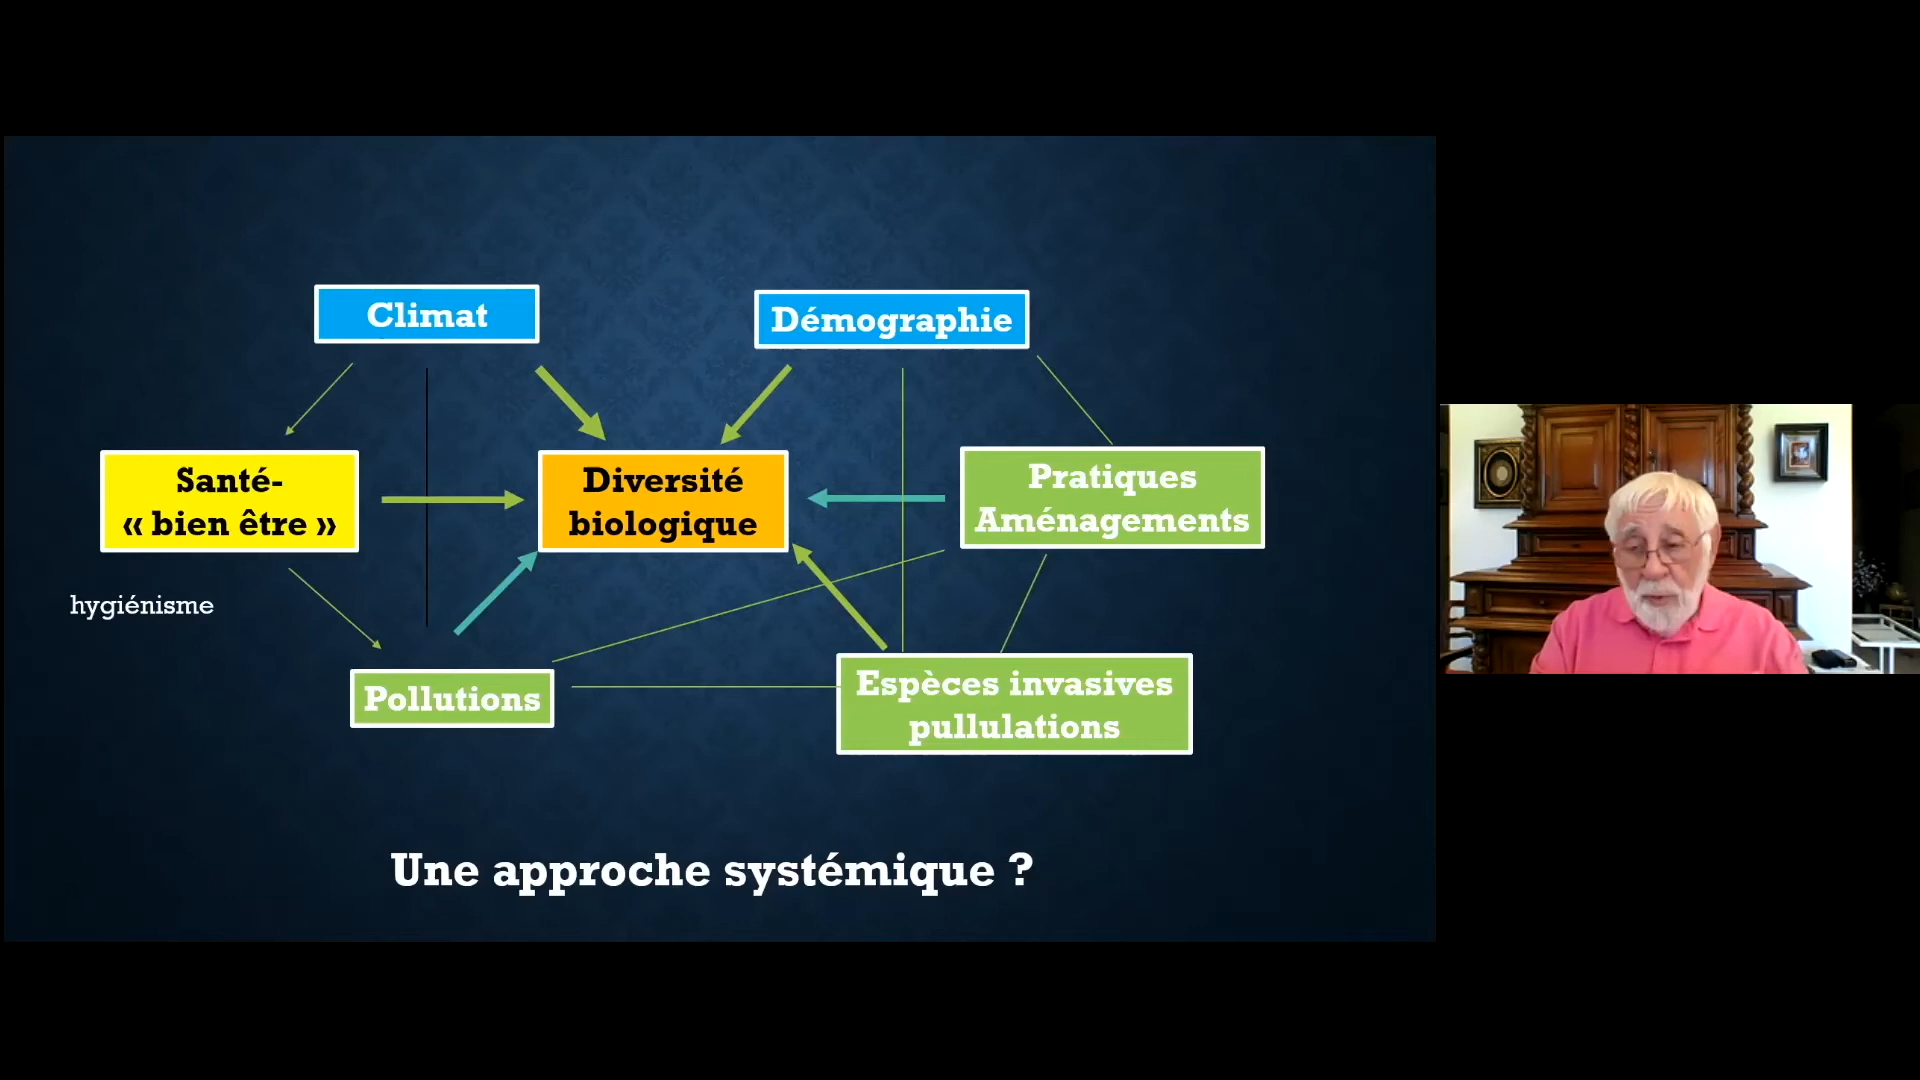 Climat
Démographie
Santé-
« bien être »
Diversité
biologique
Pratiques
Aménagements
hygiénisme
Pollutions
Espèces invasives
pullulations
Une approche systémique ?